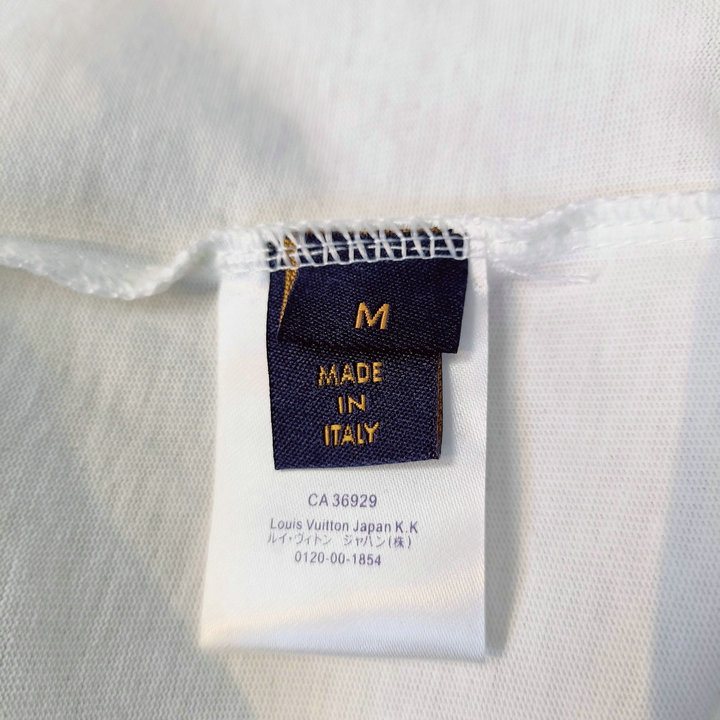 M
MADE
IN
ITALY
CA 36929
Louis Vuitton Japan K.K
ルイ・ヴィトン ジャパン(株)
0120-00-1854